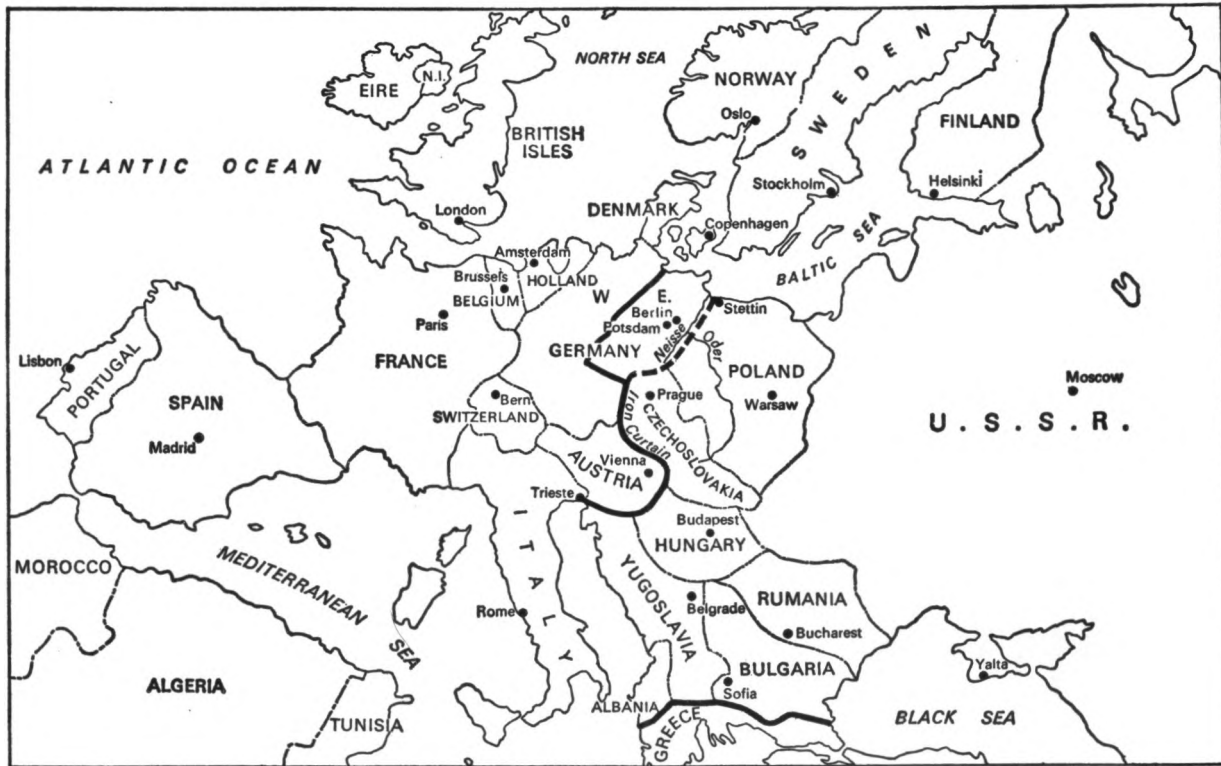 NORTH SEA
NORWAY
SWEDEN
EIRE
N.I.
Oslo
FINLAND
BRITISH
ISLES
ATLANTIC OCEAN
Stockholm
Helsinki
London
DENMARK
Copenhagen
BALTIC SEA
Amsterdam
HOLLAND
Brussels
BELGIUM
W.
E.
Berlin
Potsdam
Stettin
Neisse
Oder
Paris
GERMANY
FRANCE
POLAND
Warsaw
Moscow
U.S.S.R.
Lisbon
PORTUGAL
SPAIN
Madrid
Bern
SWITZERLAND
Prague
CZECHOSLOVAKIA
Iron Curtain
Vienna
AUSTRIA
Trieste
ITALY
Budapest
HUNGARY
MOROCCO
MEDITERRANEAN SEA
YUGOSLAVIA
Belgrade
RUMANIA
Rome
Bucharest
BULGARIA
Sofia
Yalta
ALGERIA
TUNISIA
ALBANIA
GREECE
BLACK SEA